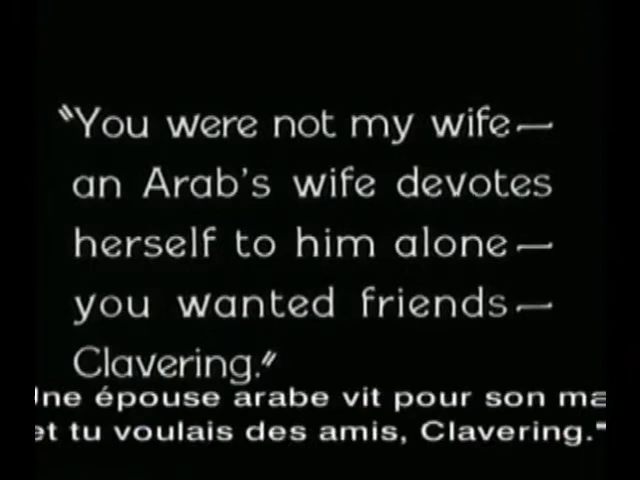 "You were not my wife—
an Arab's wife devotes
herself to him alone—
you wanted friends—
Clavering."
épouse arabe vit pour son
tu voulais des amis, Clavering."